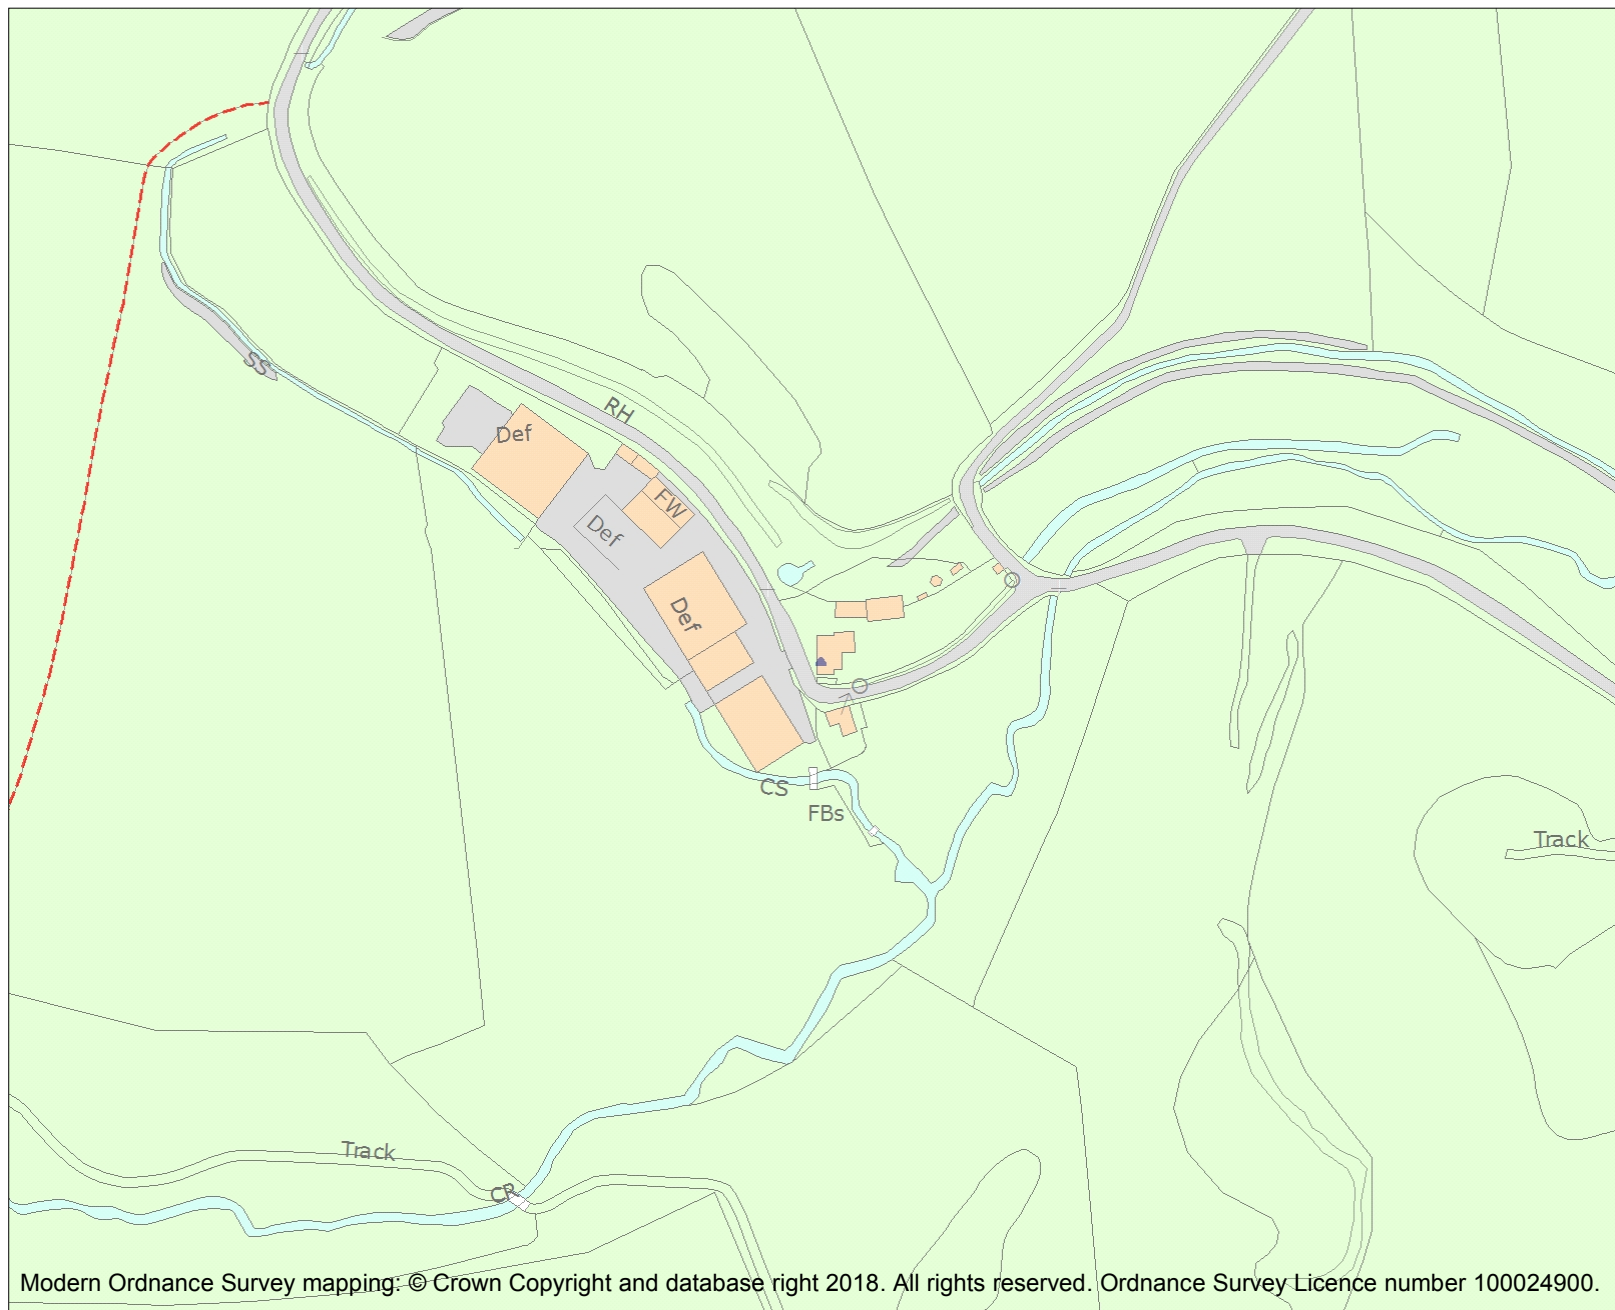 SS
RH
Def
FW
Def
Def
CS
FBs
Track
Track
CR
Modern Ordnance Survey mapping: © Crown Copyright and database right 2018. All rights reserved. Ordnance Survey Licence number 100024900.